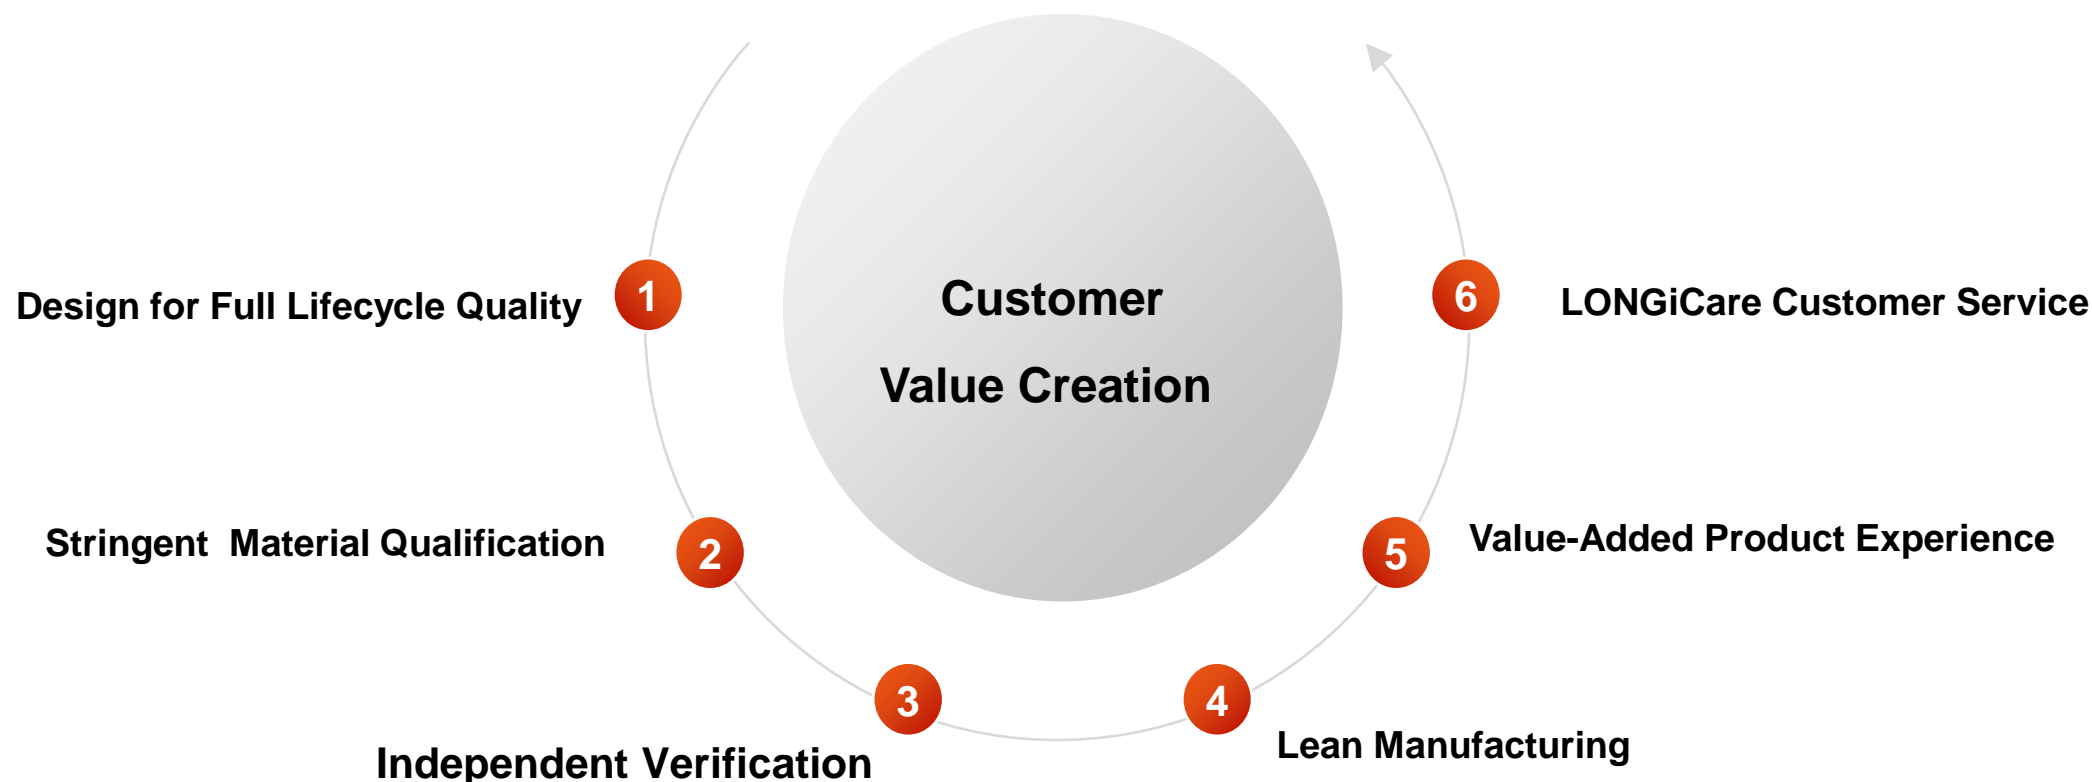 Customer
Value Creation
1
Design for Full Lifecycle Quality
2
Stringent  Material Qualification
3
Independent Verification
4
Lean Manufacturing
5
Value-Added Product Experience
6
LONGiCare Customer Service